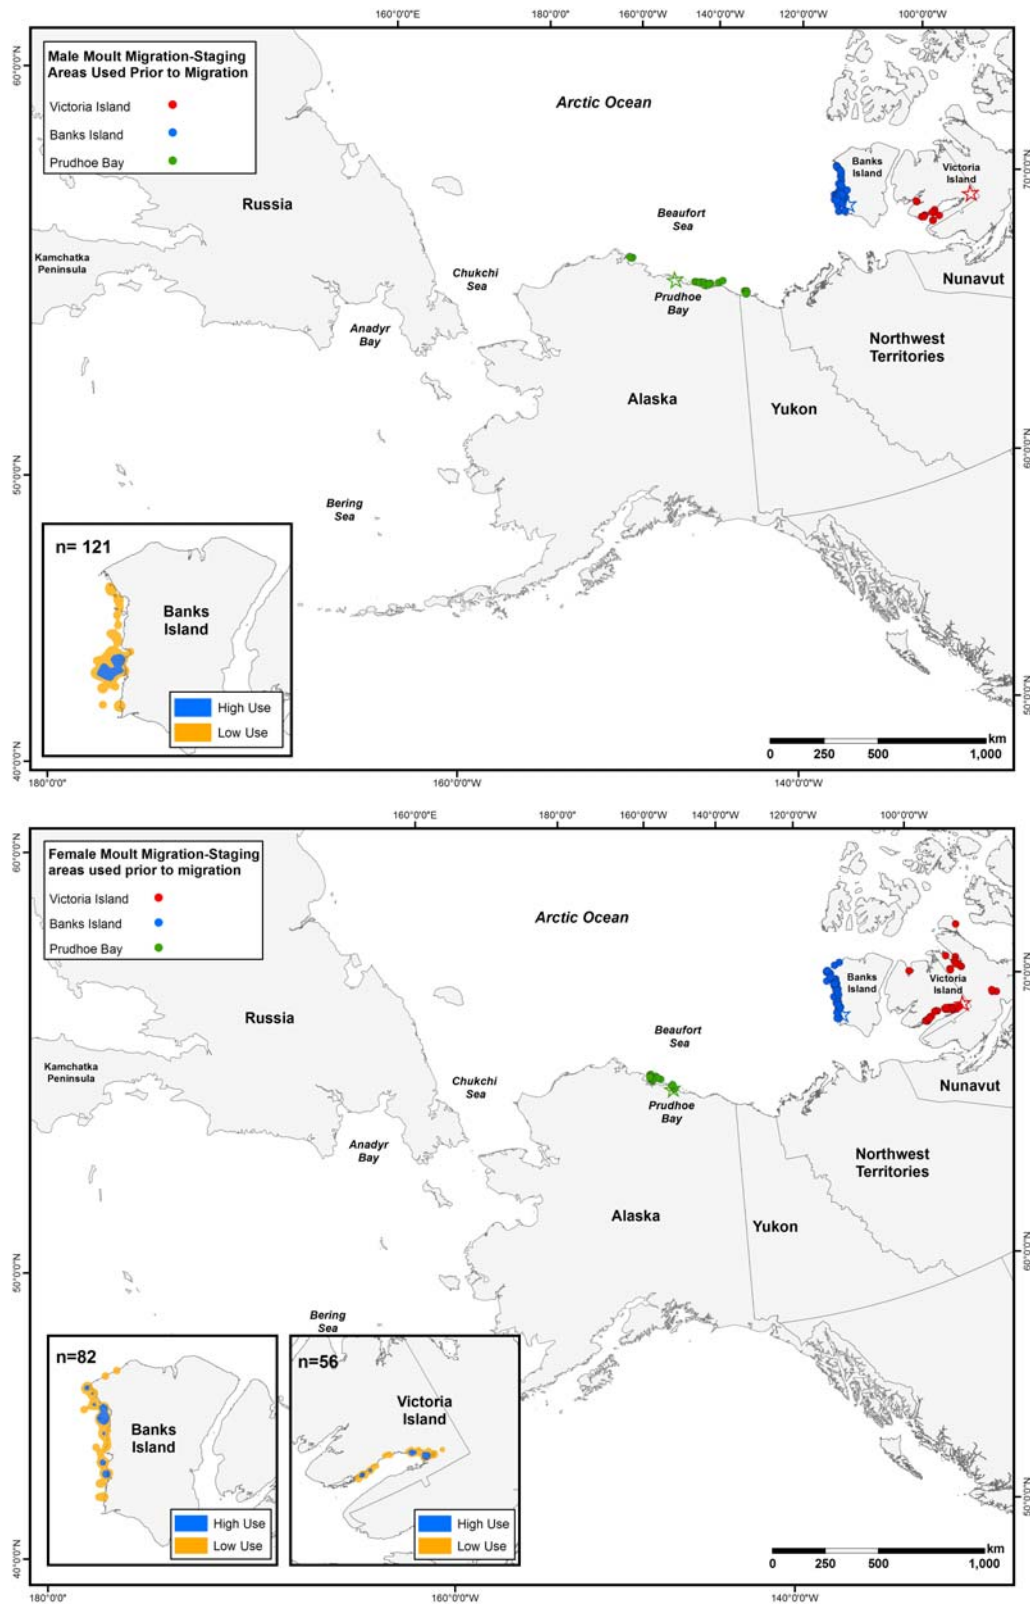 160°0'0"E 180°0'0" 160°0'0"W 140°0'0"W 120°0'0"W 100°0'0"W
Male Moult Migration-Staging
Areas Used Prior to Migration
Victoria Island
Banks Island
Prudhoe Bay
60°0'0"N
Arctic Ocean
Banks
Island
Victoria
Island
70°0'0"N
Russia
Beaufort
Sea
Kamchatka
Peninsula
Chukchi
Sea
Nunavut
Prudhoe
Bay
Anadyr
Bay
Northwest
Territories
Alaska
Yukon
60°0'0"N
50°0'0"N
Bering
Sea
n= 121
Banks
Island
High Use
Low Use
50°0'0"N
km
0 250 500 1,000
40°0'0"N
180°0'0" 160°0'0"W 140°0'0"W
160°0'0"E 180°0'0" 160°0'0"W 140°0'0"W 120°0'0"W 100°0'0"W
Female Moult Migration-Staging
areas used prior to migration
Victoria Island
Banks Island
Prudhoe Bay
60°0'0"N
Arctic Ocean
Banks
Island
Victoria
Island
70°0'0"N
Russia
Beaufort
Sea
Kamchatka
Peninsula
Chukchi
Sea
Nunavut
Prudhoe
Bay
Anadyr
Bay
Northwest
Territories
Alaska
Yukon
60°0'0"N
50°0'0"N
Bering
Sea
n=82
Banks
Island
High Use
Low Use
n=56
Victoria
Island
High Use
Low Use
50°0'0"N
km
0 250 500 1,000
40°0'0"N
180°0'0" 160°0'0"W 140°0'0"W